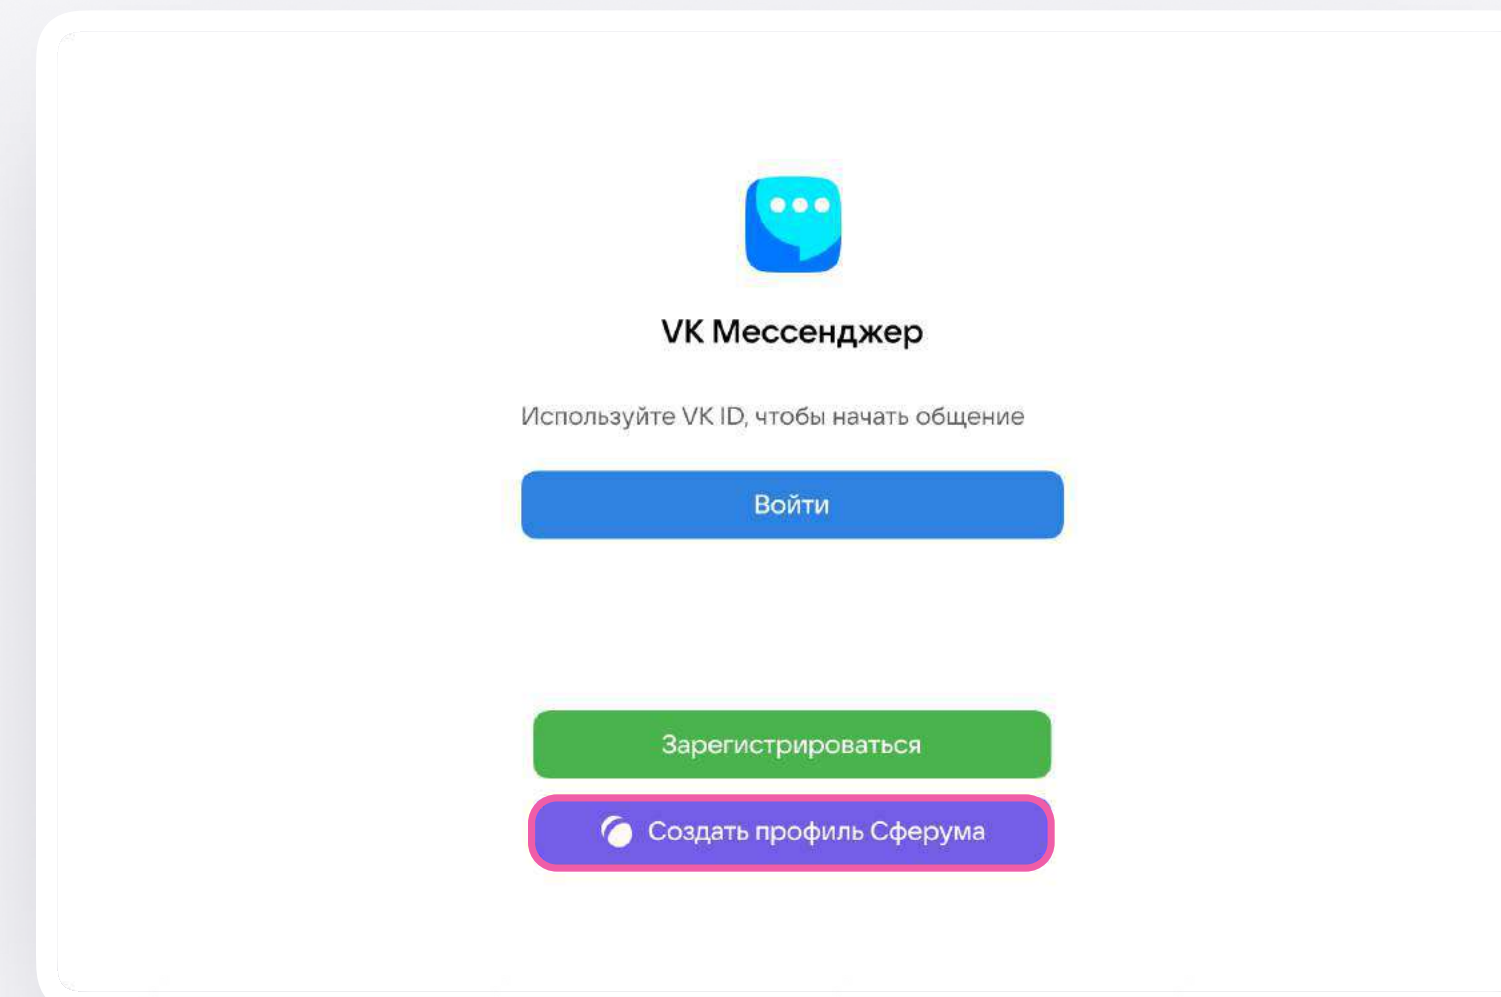 VK Мессенджер
Используйте VK ID, чтобы начать общение
Войти
Зарегистрироваться
Создать профиль Сферума